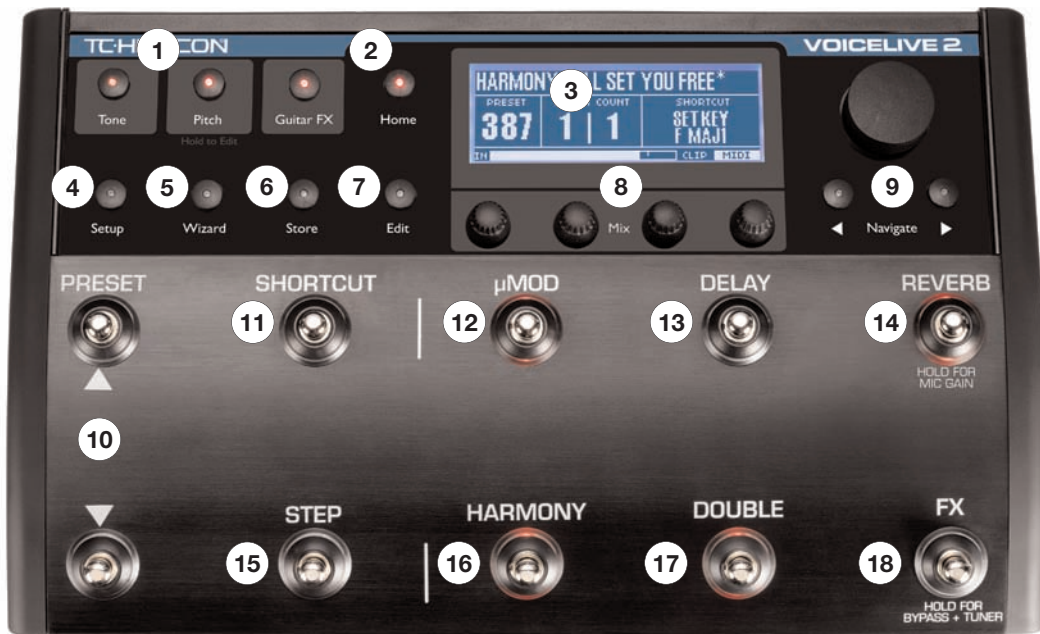 TC·H CON
VOICELIVE 2
1
2
Tone
Pitch
Guitar FX
Home
Hold to Edit
HARMON LL SET YOU FREE*
3
PRESET
COUNT
SHORTCUT
387
1 | 1
SET KEY
F MAJ1
IN
CLIP
MIDI
4
5
6
7
8
9
Setup
Wizard
Store
Edit
Mix
Navigate
PRESET
SHORTCUT
µMOD
DELAY
REVERB
11
12
13
14
HOLD FOR
MIC GAIN
10
STEP
HARMONY
DOUBLE
FX
15
16
17
18
HOLD FOR
BYPASS + TUNER